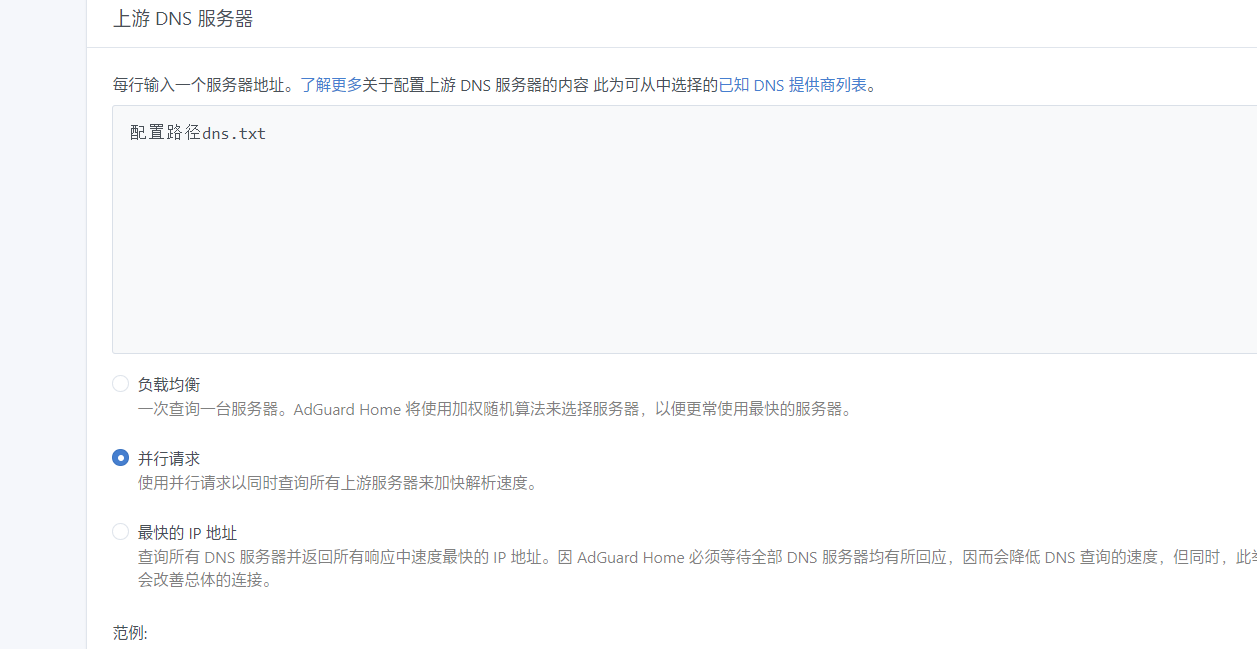 上游 DNS 服务器
每行输入一个服务器地址。了解更多关于配置上游 DNS 服务器的内容 此为可从中选择的已知 DNS 提供商列表。
配置路径dns.txt
负载均衡
一次查询一台服务器。AdGuard Home 将使用加权随机算法来选择服务器，以便更常使用最快的服务器。
并行请求
使用并行请求以同时查询所有上游服务器来加快解析速度。
最快的 IP 地址
查询所有 DNS 服务器并返回所有响应中速度最快的 IP 地址。因 AdGuard Home 必须等待全部 DNS 服务器均有所回应，因而会降低 DNS 查询的速度，但同时，此举
会改善总体的连接。
范例: